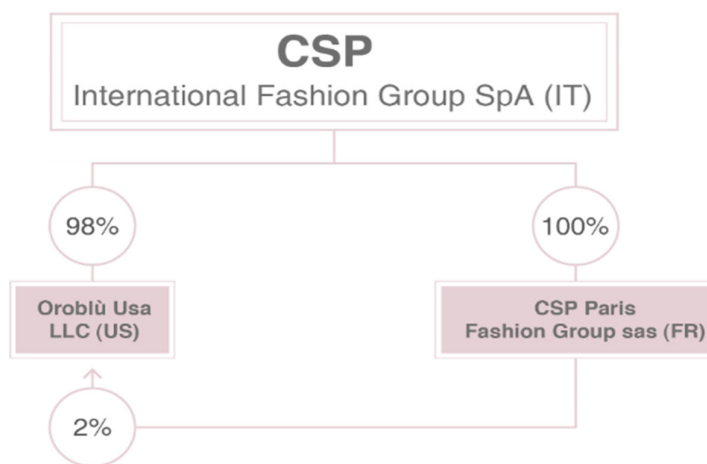 CSP
International Fashion Group SpA (IT)
98%
100%
Oroblù Usa
LLC (US)
CSP Paris
Fashion Group sas (FR)
2%